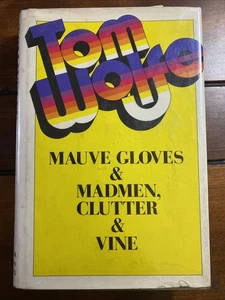 Tom
Wolfe
MAUVE GLOVES
&
MADMEN,
CLUTTER
&
VINE